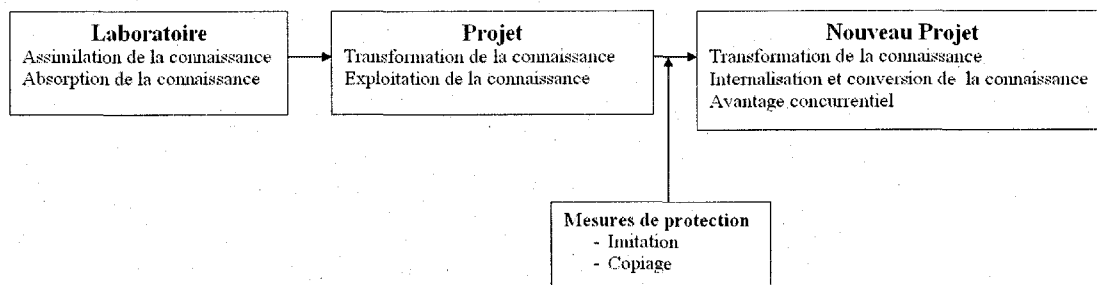 Laboratoire
Assimilation de la connaissance
Absorption de la connaissance
Projet
Transformation de la connaissance
Exploitation de la connaissance
Nouveau Projet
Transformation de la connaissance
Internalisation et conversion de la connaissance
Avantage concurrentiel
Mesures de protection
- Imitation
- Copiage